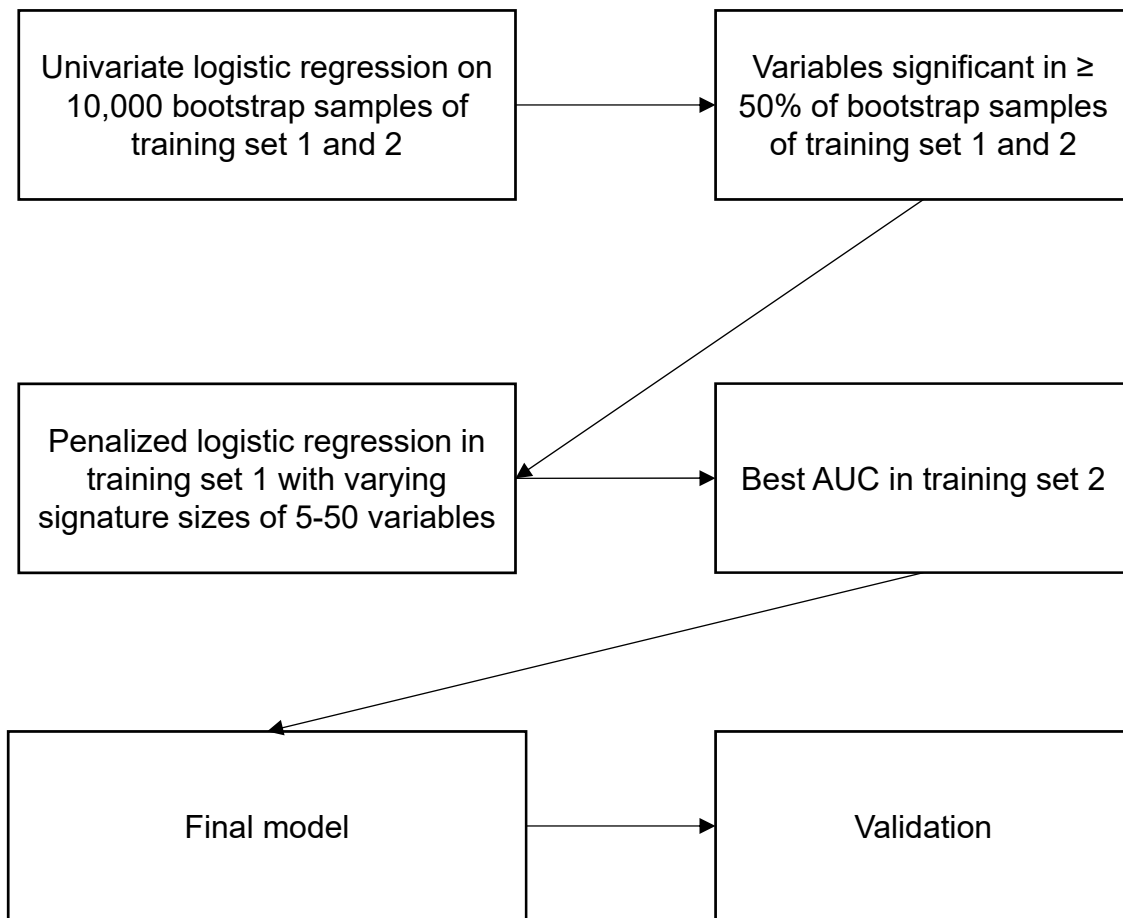 Univariate logistic regression on
10,000 bootstrap samples of
training set 1 and 2
Variables significant in ≥
50% of bootstrap samples
of training set 1 and 2
Penalized logistic regression in
training set 1 with varying
signature sizes of 5-50 variables
Best AUC in training set 2
Final model
Validation